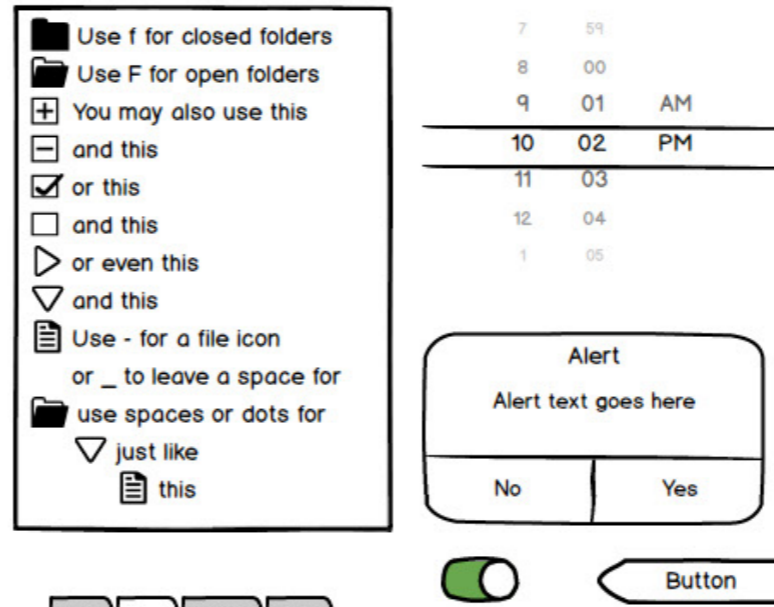 Use f for closed folders
Use F for open folders
You may also use this
and this
or this
and this
or even this
and this
Use - for a file icon
or _ to leave a space for
use spaces or dots for
just like
this
7 59
8 00
9 01 AM
10 02 PM
11 03
12 04
1 05
Alert
Alert text goes here
No Yes
Button